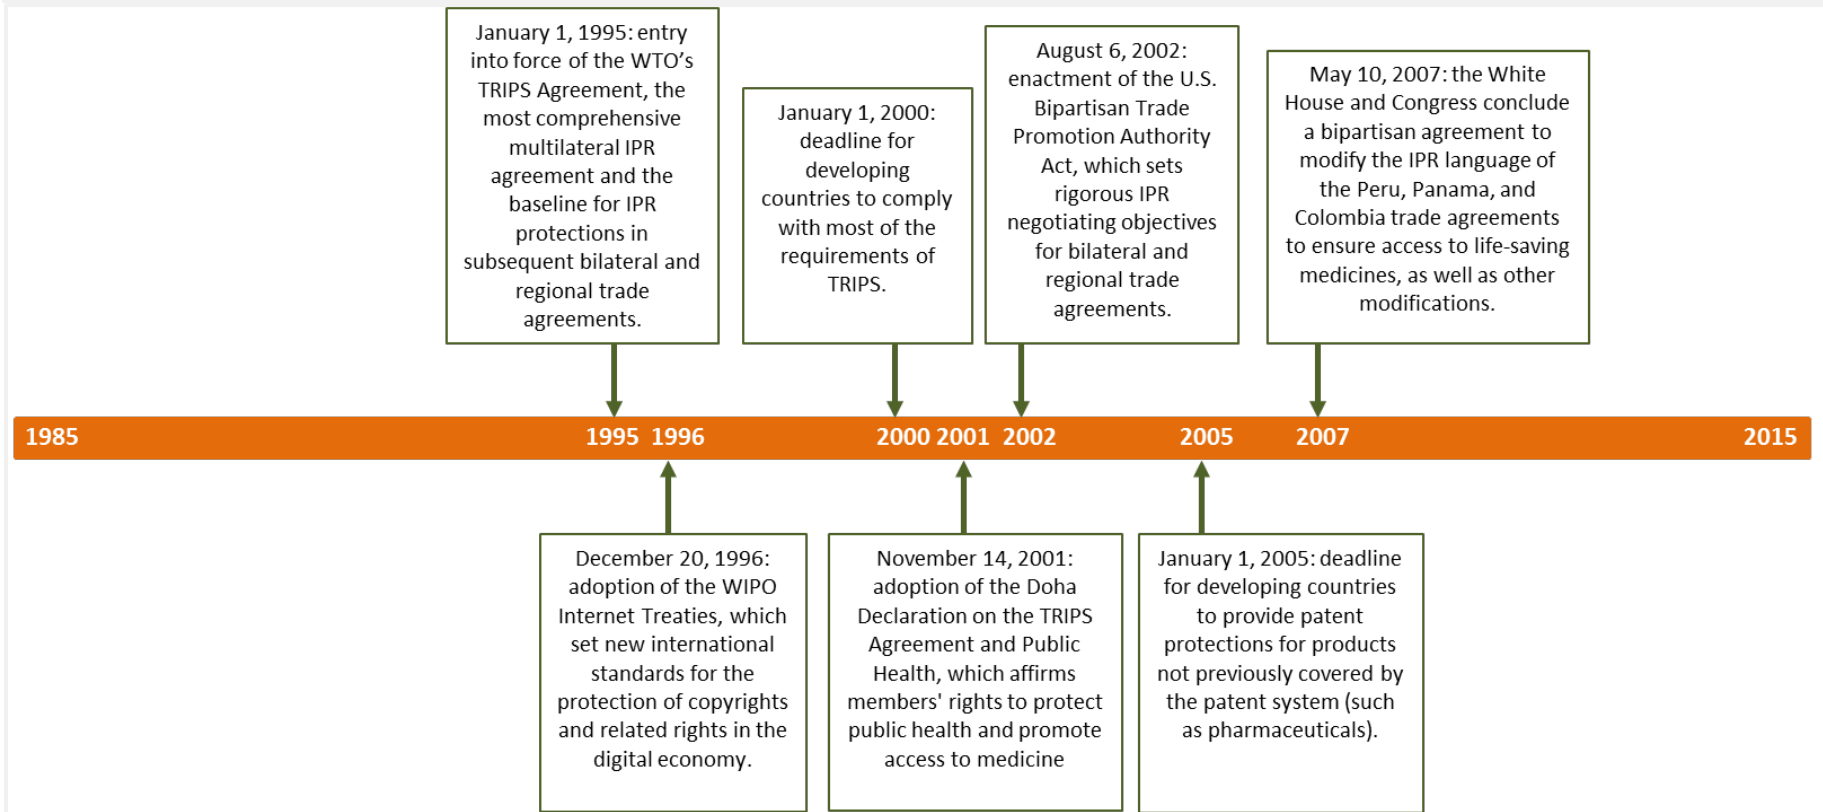 January 1, 1995: entry
into force of the WTO’s
TRIPS Agreement, the
most comprehensive
multilateral IPR
agreement and the
baseline for IPR
protections in
subsequent bilateral and
regional trade
agreements.
January 1, 2000:
deadline for
developing
countries to comply
with most of the
requirements of
TRIPS.
August 6, 2002:
enactment of the U.S.
Bipartisan Trade
Promotion Authority
Act, which sets
rigorous IPR
negotiating objectives
for bilateral and
regional trade
agreements.
May 10, 2007: the White
House and Congress conclude
a bipartisan agreement to
modify the IPR language of
the Peru, Panama, and
Colombia trade agreements
to ensure access to life-saving
medicines, as well as other
modifications.
1985 1995 1996 2000 2001 2002 2005 2007 2015
December 20, 1996:
adoption of the WIPO
Internet Treaties, which
set new international
standards for the
protection of copyrights
and related rights in the
digital economy.
November 14, 2001:
adoption of the Doha
Declaration on the TRIPS
Agreement and Public
Health, which affirms
members' rights to protect
public health and promote
access to medicine
January 1, 2005: deadline
for developing countries
to provide patent
protections for products
not previously covered by
the patent system (such
as pharmaceuticals).